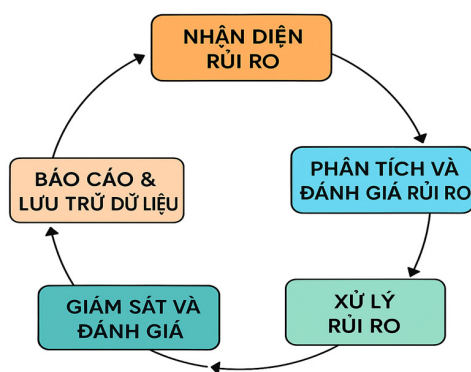 NHẬN DIỆN
RỦI RO
PHÂN TÍCH VÀ
ĐÁNH GIÁ RỦI RO
XỬ LÝ
RỦI RO
GIÁM SÁT VÀ
ĐÁNH GIÁ
BÁO CÁO &
LƯU TRỮ DỮ LIỆU